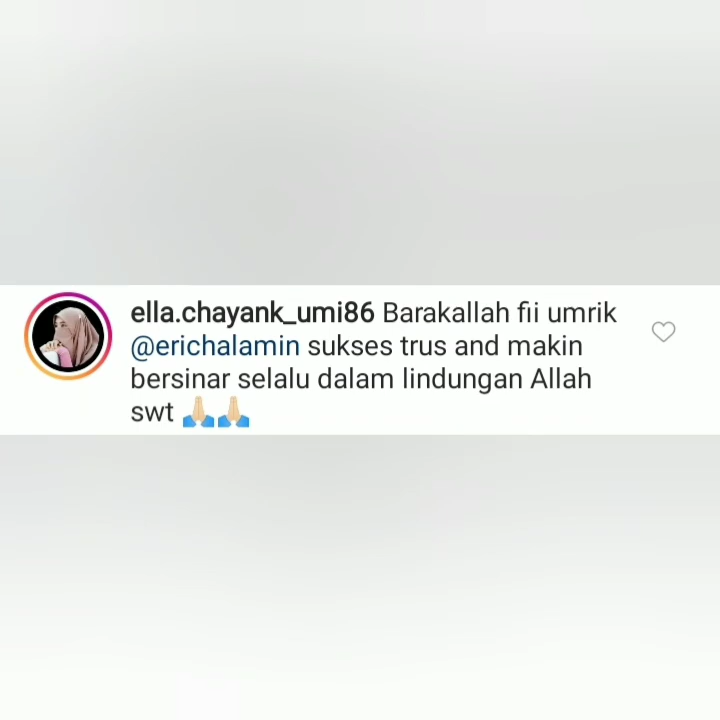 ella.chayank_umi86 Barakallah fii umrik
@erichalamin sukses trus and makin
bersinar selalu dalam lindungan Allah
swt 🙏🏼🙏🏼